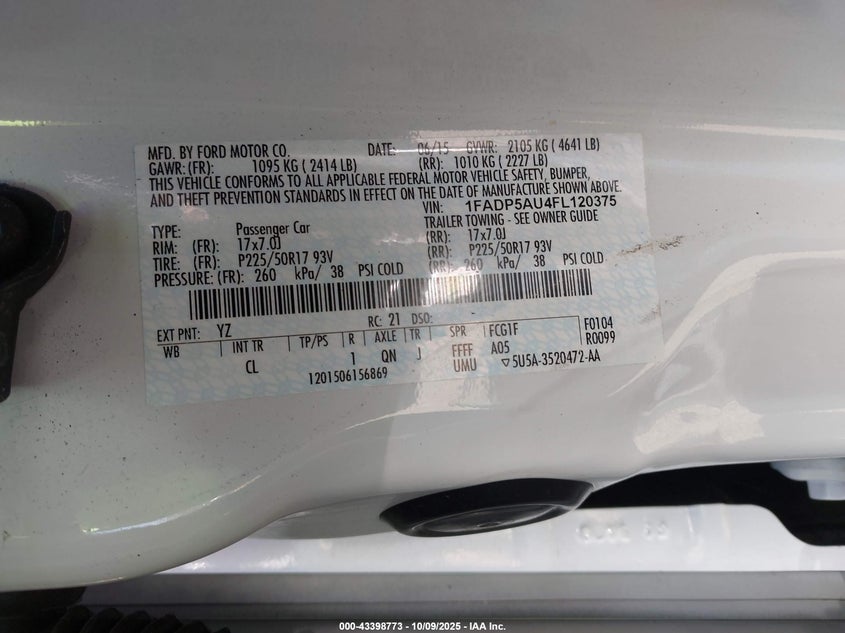 MFD. BY FORD MOTOR CO. DATE: 06/15 GVWR: 2105 KG ( 4641 LB)
GAWR: (FR): 1095 KG ( 2414 LB) (RR): 1010 KG ( 2227 LB)
THIS VEHICLE CONFORMS TO ALL APPLICABLE FEDERAL MOTOR VEHICLE SAFETY, BUMPER,
AND THEFT PREVENTION STANDARDS IN EFFECT ON THE DATE OF MANUFACTURE SHOWN ABOVE.
VIN: 1FADP5AU4FL120375
TYPE: Passenger Car TRAILER TOWING - SEE OWNER GUIDE
RIM: (FR): 17x7.0J (RR): 17x7.0J
TIRE: (FR): P225/50R17 93V (RR): P225/50R17 93V
PRESSURE: (FR): 260 kPa/ 38 PSI COLD (RR): 260 kPa/ 38 PSI COLD
EXT PNT: YZ RC: 21 DSO: F0104
WB INT TR TP/PS R AXLE TR SPR FCG1F R0099
CL 1 QN J FFFF A05
UMU ▽5U5A-3520472-AA
1201506156869
000-43398773 - 10/09/2025 - IAA Inc.